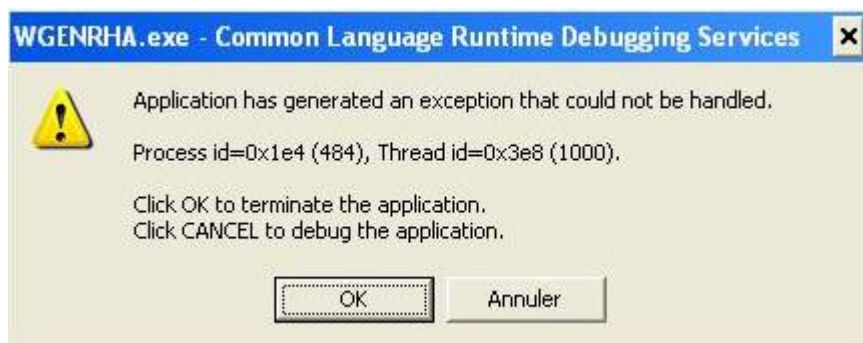 WGENRHA.exe - Common Language Runtime Debugging Services
Application has generated an exception that could not be handled.
Process id=0x1e4 (484), Thread id=0x3e8 (1000).
Click OK to terminate the application.
Click CANCEL to debug the application.
OK Annuler